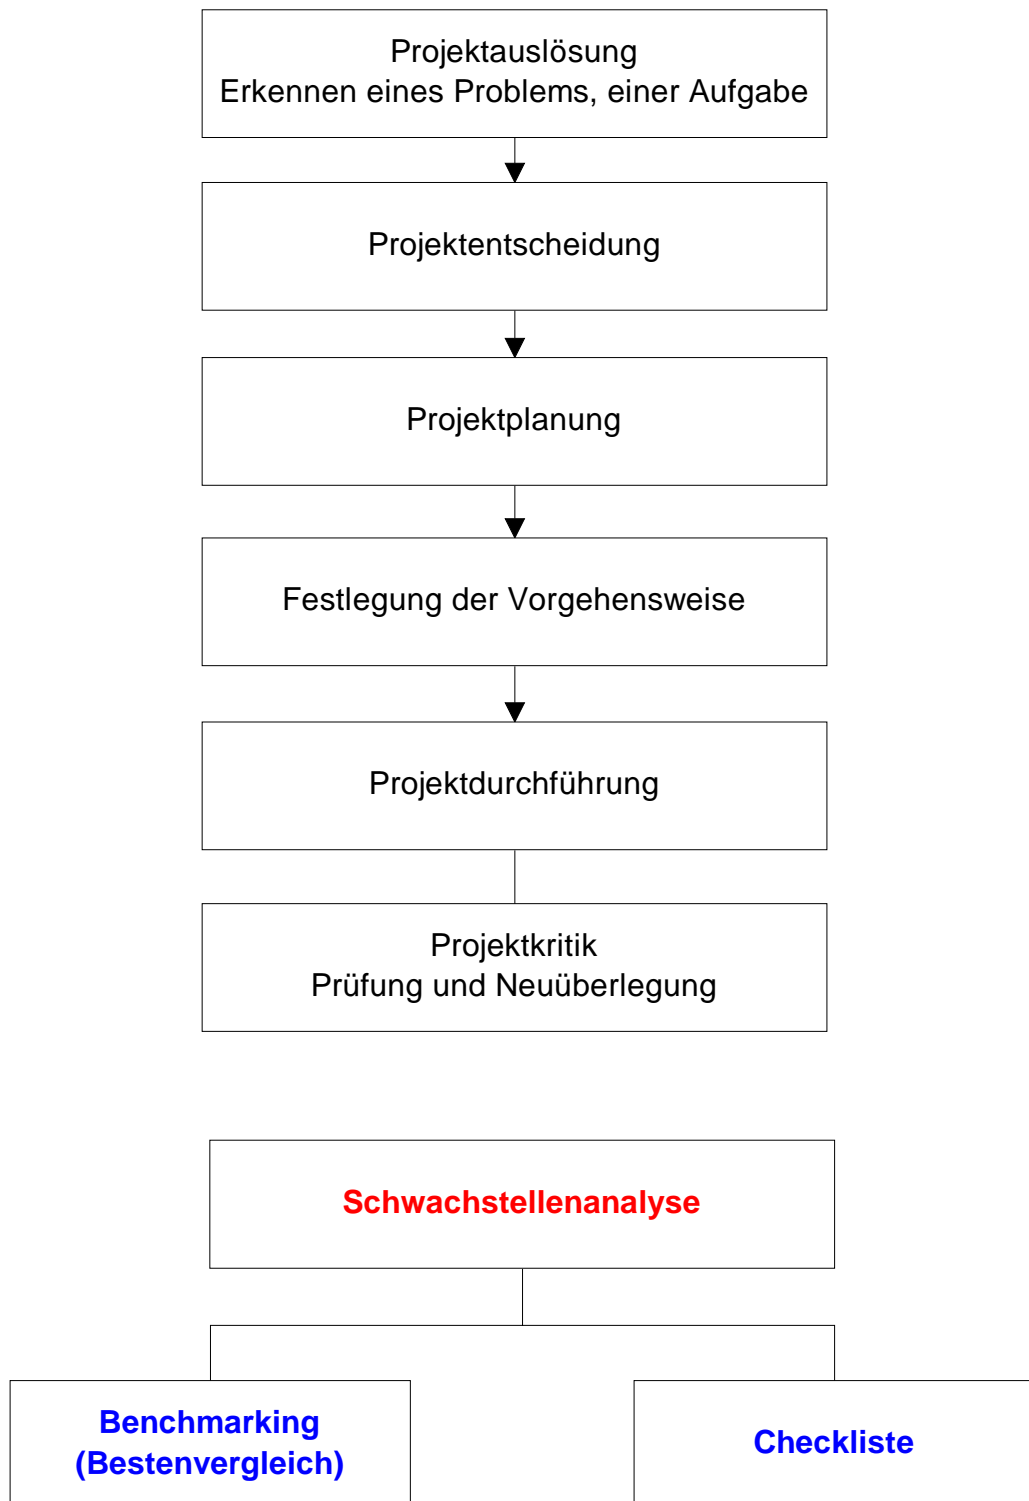 Projektauslösung
Erkennen eines Problems, einer Aufgabe
Projektentscheidung
Projektplanung
Festlegung der Vorgehensweise
Projektdurchführung
Projektkritik
Prüfung und Neuüberlegung
Schwachstellenanalyse
Benchmarking
(Bestenvergleich)
Checkliste